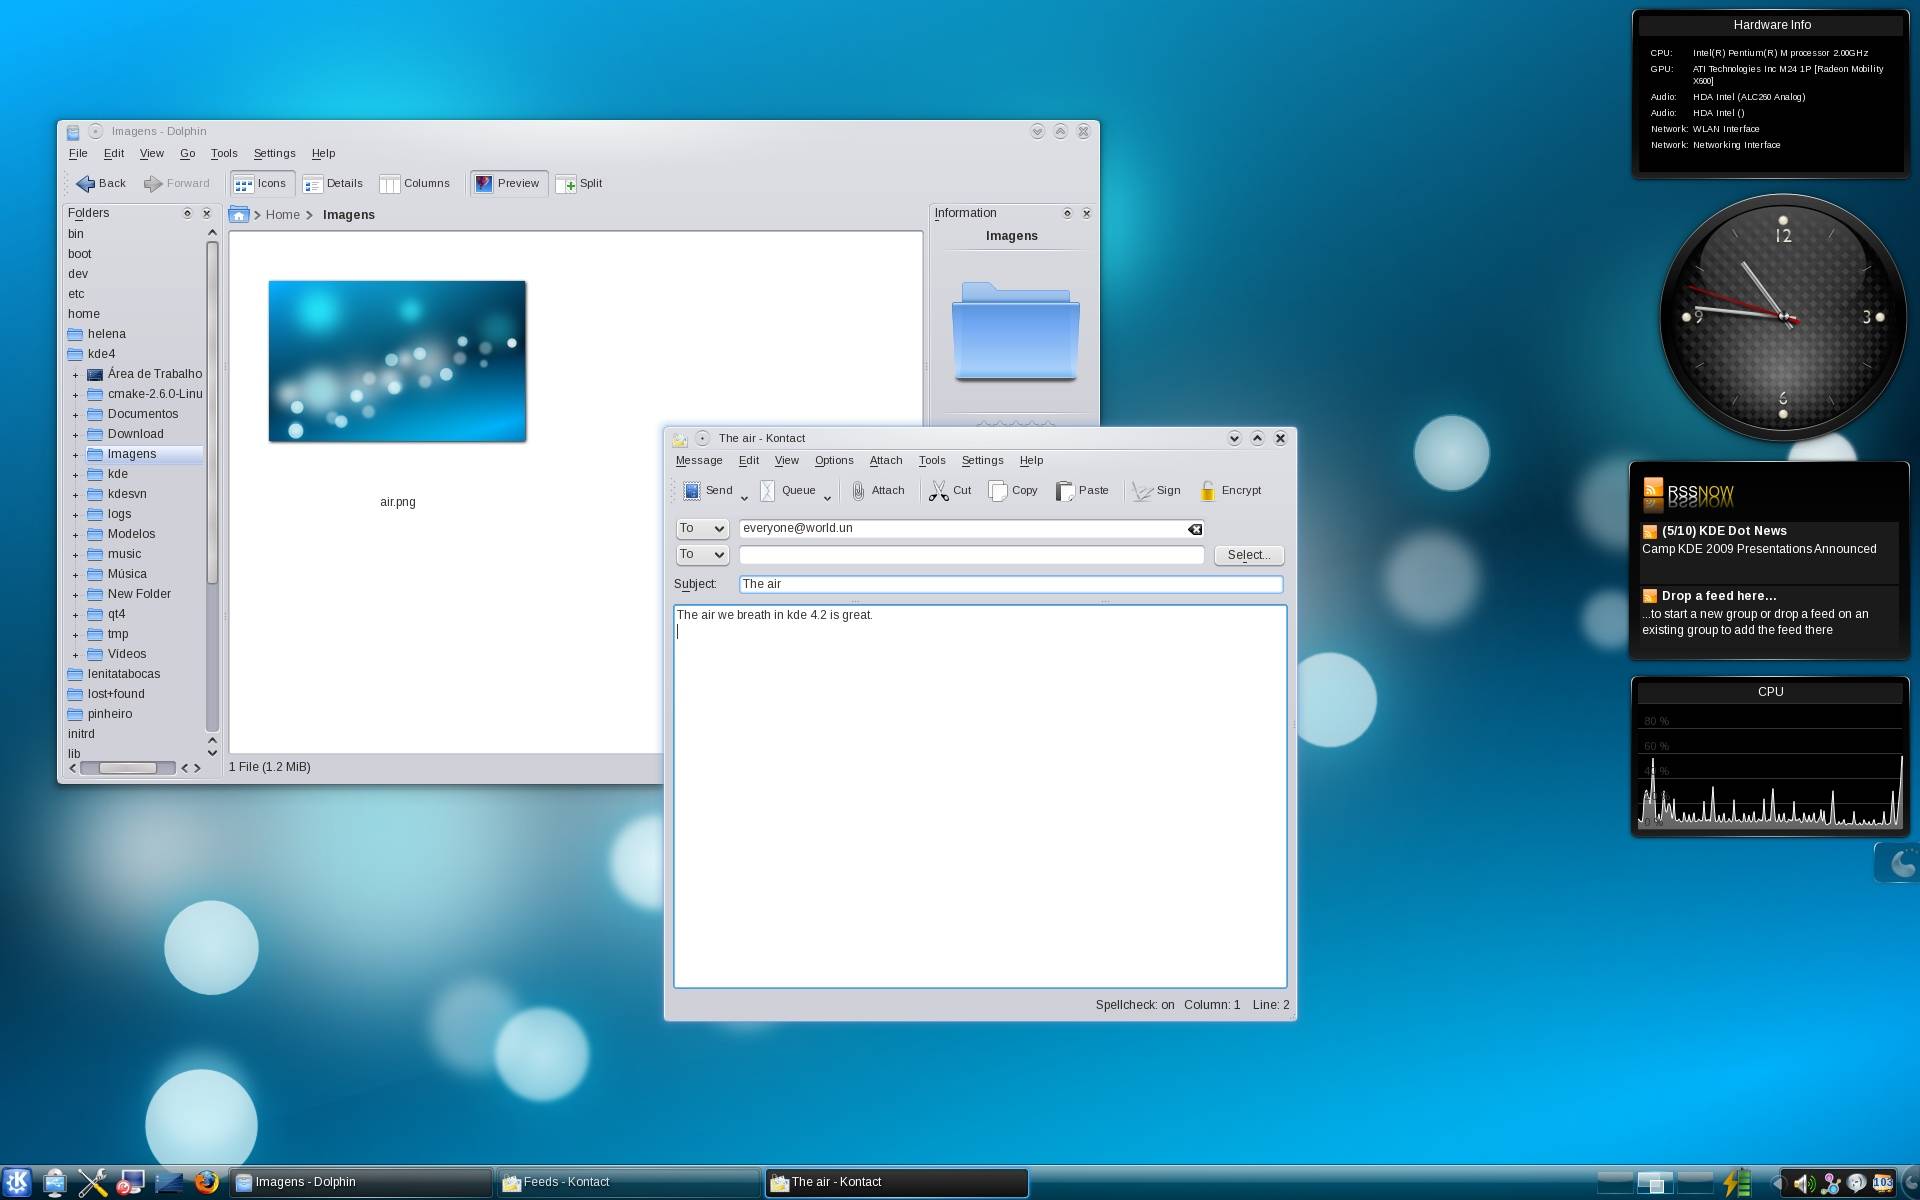 Imagens - Dolphin
File Edit View Go Tools Settings Help
Back Forward Icons Details Columns Preview Split
Folders
Home Imagens
bin
boot
dev
etc
home
helena
kde4
Área de Trabalho
cmake-2.6.0-Linu
Documentos
Download
Imagens
kde
kdesvn
logs
Modelos
music
Música
New Folder
qt4
tmp
Vídeos
lenitatabocas
lost+found
pinheiro
initrd
lib
air.png
1 File (1.2 MiB)
Information
Imagens
The air - Kontact
Message Edit View Options Attach Tools Settings Help
Send Queue Attach Cut Copy Paste Sign Encrypt
To everyone@world.un
To Select...
Subject: The air
The air we breath in kde 4.2 is great.
Spellcheck: on Column: 1 Line: 2
Hardware Info
CPU: Intel(R) Pentium(R) M processor 2.00GHz
GPU: ATI Technologies Inc M24 1P [Radeon Mobility
X600]
Audio: HDA Intel (ALC260 Analog)
Audio: HDA Intel ()
Network: WLAN Interface
Network: Networking Interface
12
9 3
6
RSSNOW
(5/10) KDE Dot News
Camp KDE 2009 Presentations Announced
Drop a feed here...
...to start a new group or drop a feed on an
existing group to add the feed there
CPU
80 %
60 %
40 %
0 %
Imagens - Dolphin Feeds - Kontact The air - Kontact 103